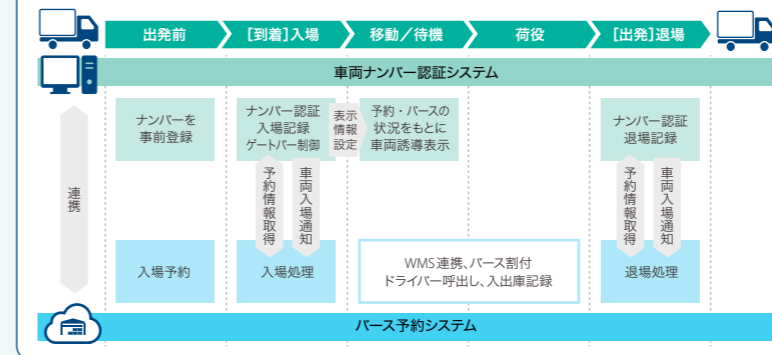 出発前
[到着]入場
移動／待機
荷役
[出発]退場
車両ナンバー認証システム
ナンバーを
事前登録
ナンバー認証
入場記録
ゲートバー制御
表示
情報
設定
予約・バースの
状況をもとに
車両誘導表示
ナンバー認証
退場記録
連携
予約情報取得
車両入場通知
予約情報取得
車両入場通知
入場予約
入場処理
WMS連携、バース割付
ドライバー呼出し、入出庫記録
退場処理
バース予約システム